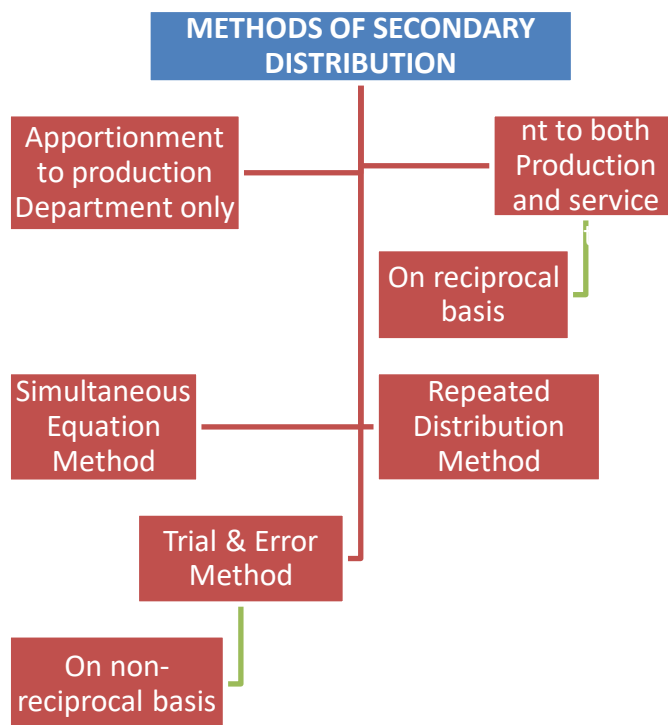 METHODS OF SECONDARY
DISTRIBUTION
Apportionment
to production
Department only
nt to both
Production
and service
On reciprocal
basis
Simultaneous
Equation
Method
Repeated
Distribution
Method
Trial & Error
Method
On non-
reciprocal basis